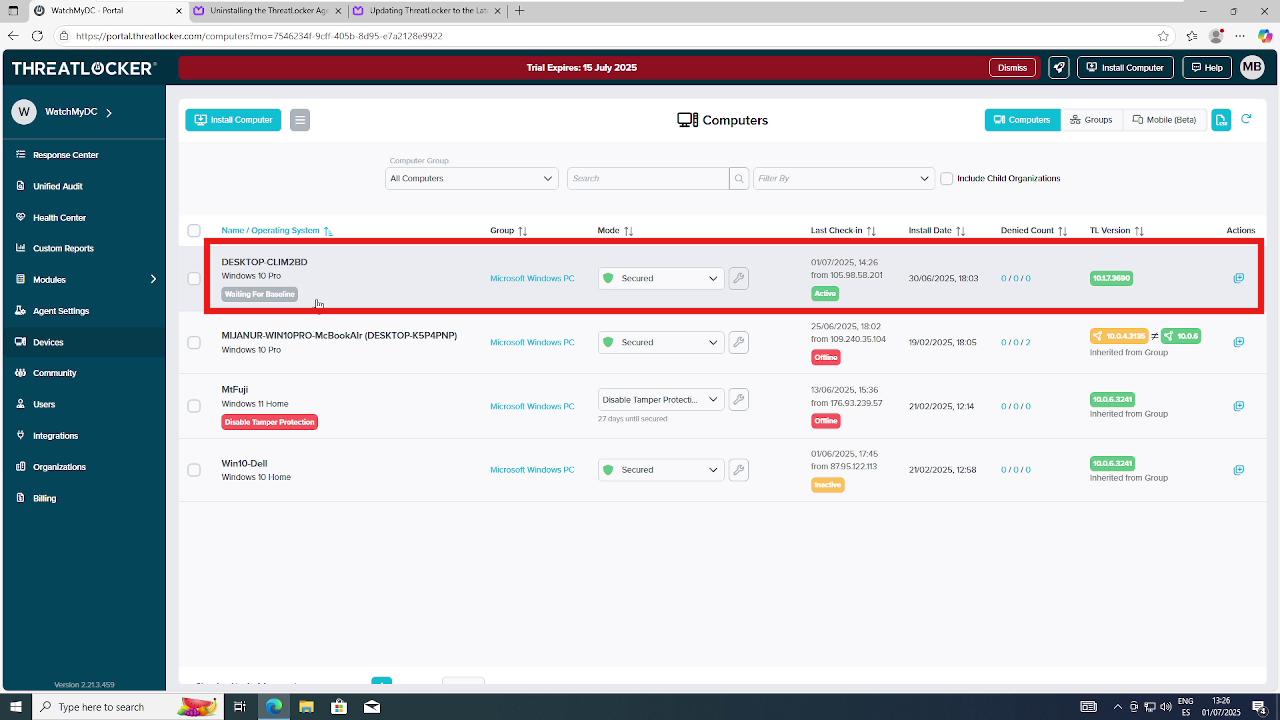 WatchMyDC - Portal
Uninstalling the ThreatLocker Age
Updating ThreatLocker to the Late
https://portal.threatlocker.com/computers?mo=7546234f-9cff-405b-8d95-e7a2128e9922
THREATLOCKER
Trial Expires: 15 July 2025
Dismiss
Install Computer
Help
MB
W
WatchMyDC
Response Center
Unified Audit
Health Center
Custom Reports
Modules
Agent Settings
Devices
Community
Users
Integrations
Organizations
Billing
Version 2.21.3.459
Install Computer
Computers
Computers
Groups
Mobile (Beta)
Computer Group
All Computers
Search
Filter By
Include Child Organizations
Name / Operating System
Group
Mode
Last Check-in
Install Date
Denied Count
TL Version
Actions
DESKTOP-CLIM2BD
Windows 10 Pro
Waiting For Baseline
Microsoft Windows PC
Secured
01/07/2025, 14:26
from 105.98.58.201
Active
30/06/2025, 18:03
0 / 0 / 0
10.1.7.3690
MIJANUR-WIN10PRO-McBookAIr (DESKTOP-K5P4PNP)
Windows 10 Pro
Microsoft Windows PC
Secured
25/06/2025, 18:02
from 109.240.35.104
Offline
19/02/2025, 18:05
0 / 0 / 2
10.0.4.3135 ≠ 10.0.6
Inherited from Group
MtFuji
Windows 11 Home
Disable Tamper Protection
Microsoft Windows PC
Disable Tamper Protecti...
27 days until secured
13/06/2025, 15:36
from 176.93.239.57
Offline
21/02/2025, 12:14
0 / 0 / 0
10.0.6.3241
Inherited from Group
Win10-Dell
Windows 10 Home
Microsoft Windows PC
Secured
01/06/2025, 17:45
from 87.95.122.113
Inactive
21/02/2025, 12:58
0 / 0 / 0
10.0.6.3241
Inherited from Group
Type here to search
ENG
ES
13:26
01/07/2025
2